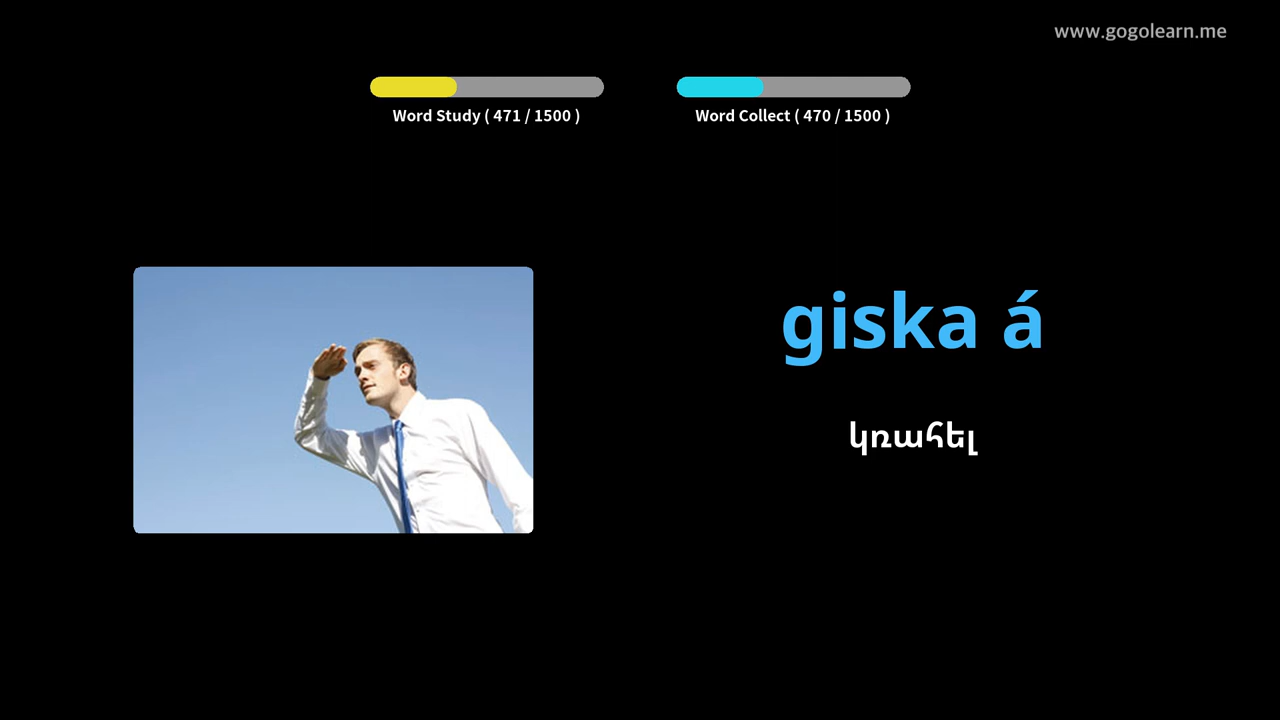 www.gogolearn.me
Word Study ( 471 / 1500 )
Word Collect ( 470 / 1500 )
giska á
կռահել